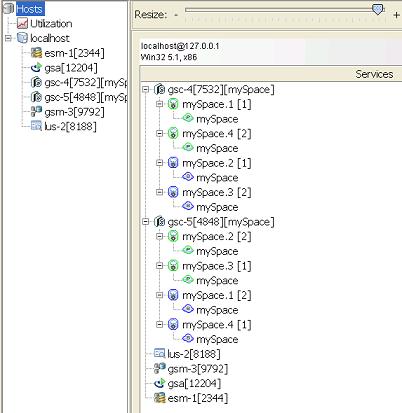 Hosts
Utilization
localhost
esm-1[2344]
gsa[12204]
gsc-4[7532][mySp
gsc-5[4848][mySp
gsm-3[9792]
lus-2[8188]
Resize: - +
localhost@127.0.0.1
Win32 5.1, x86
Services
gsc-4[7532][mySpace]
mySpace.1 [1]
mySpace
mySpace.4 [2]
mySpace
mySpace.2 [1]
mySpace
mySpace.3 [2]
mySpace
gsc-5[4848][mySpace]
mySpace.2 [2]
mySpace
mySpace.3 [1]
mySpace
mySpace.1 [2]
mySpace
mySpace.4 [1]
mySpace
lus-2[8188]
gsm-3[9792]
gsa[12204]
esm-1[2344]